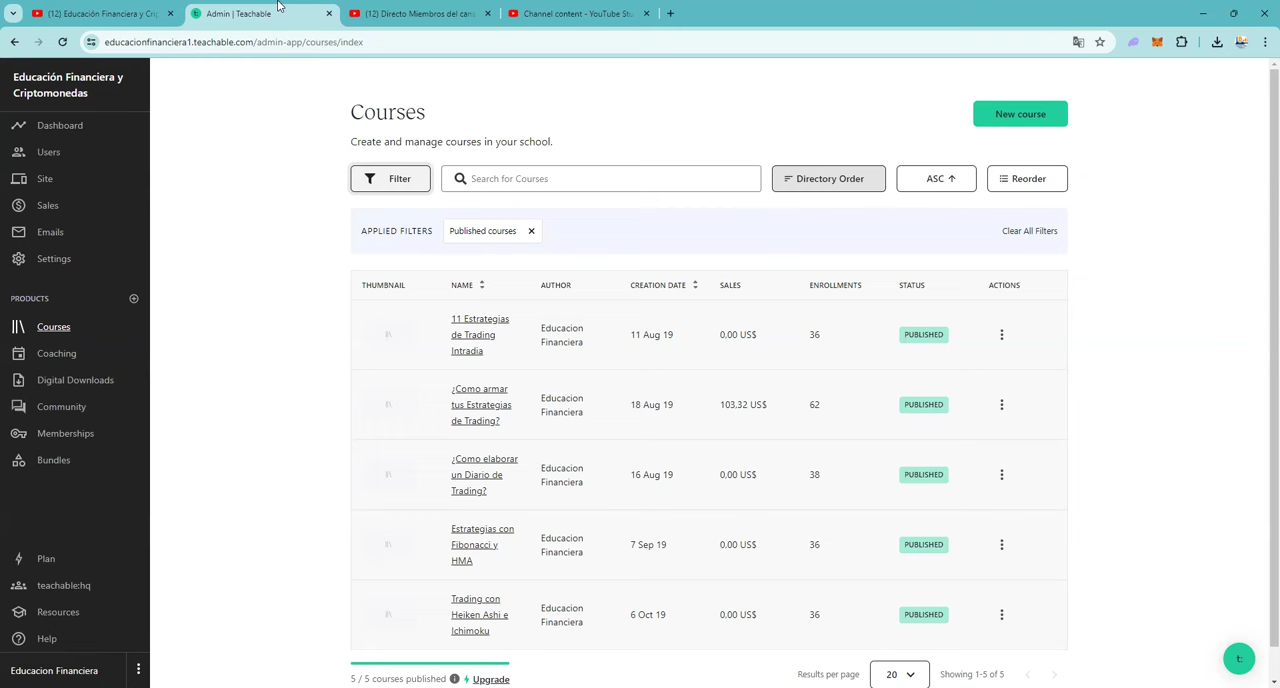 (12) Educación Financiera y Crip
Admin | Teachable
(12) Directo Miembros del cana
Channel content - YouTube Stu
educacionfinanciera1.teachable.com/admin-app/courses/index
Educación Financiera y
Criptomonedas
Dashboard
Users
Site
Sales
Emails
Settings
PRODUCTS
Courses
Coaching
Digital Downloads
Community
Memberships
Bundles
Plan
teachable:hq
Resources
Help
Educacion Financiera
Courses
New course
Create and manage courses in your school.
Filter
Search for Courses
Directory Order
ASC
Reorder
APPLIED FILTERS
Published courses
Clear All Filters
THUMBNAIL NAME AUTHOR CREATION DATE SALES ENROLLMENTS STATUS ACTIONS
11 Estrategias
de Trading
Intradia
Educacion
Financiera
11 Aug 19
0,00 US$
36
PUBLISHED
¿Como armar
tus Estrategias
de Trading?
Educacion
Financiera
18 Aug 19
103,32 US$
62
PUBLISHED
¿Como elaborar
un Diario de
Trading?
Educacion
Financiera
16 Aug 19
0,00 US$
38
PUBLISHED
Estrategias con
Fibonacci y
HMA
Educacion
Financiera
7 Sep 19
0,00 US$
36
PUBLISHED
Trading con
Heiken Ashi e
Ichimoku
Educacion
Financiera
6 Oct 19
0,00 US$
36
PUBLISHED
5 / 5 courses published
Upgrade
Results per page
20
Showing 1-5 of 5
t: